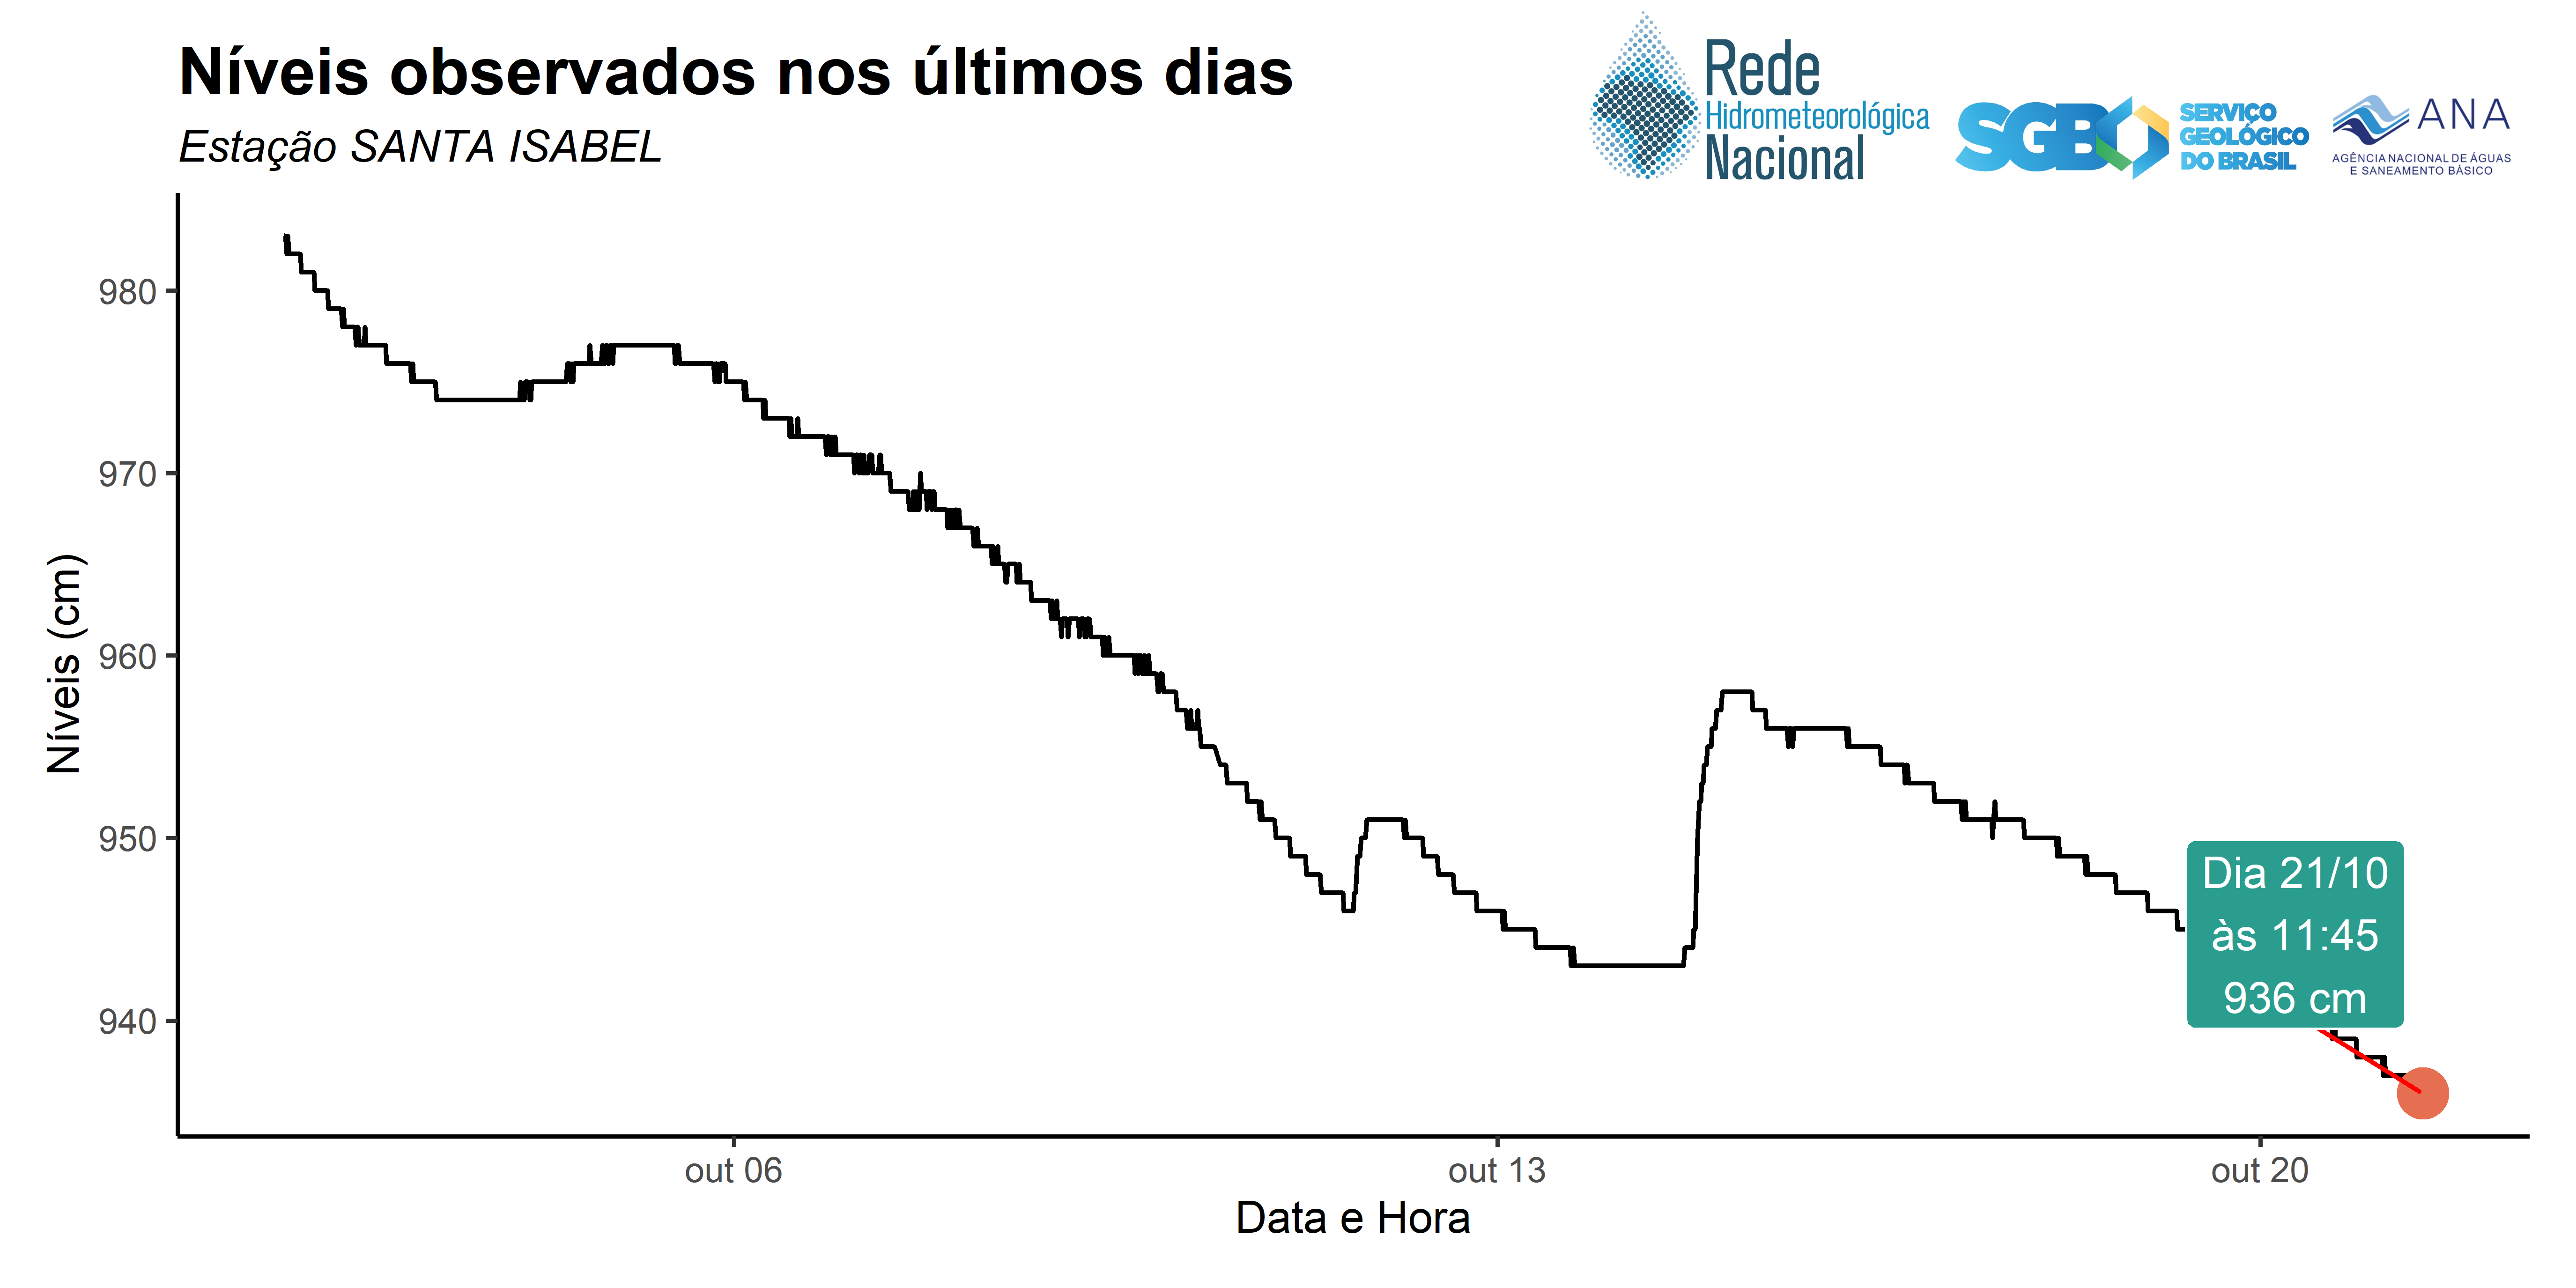 Níveis observados nos últimos dias
Estação SANTA ISABEL
Rede
Hidrometeorológica
Nacional
SGB
SERVIÇO
GEOLÓGICO
DO BRASIL
ANA
AGÊNCIA NACIONAL DE ÁGUAS
E SANEAMENTO BÁSICO
Níveis (cm)
980
970
960
950
940
Dia 21/10
às 11:45
936 cm
out 06
out 13
out 20
Data e Hora